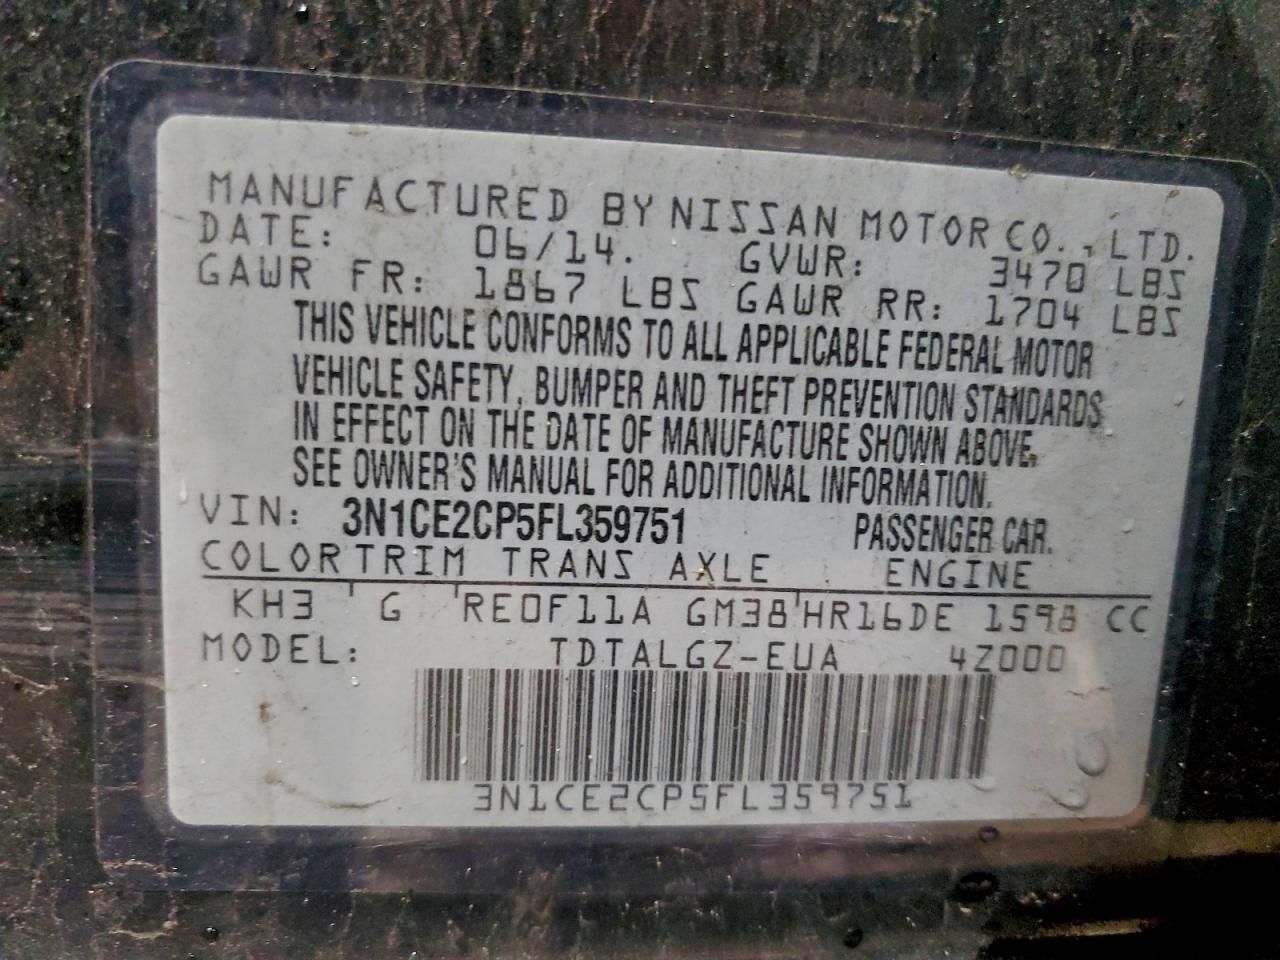 MANUFACTURED BY NISSAN MOTOR CO., LTD.
DATE: 06/14. GVWR: 3470 LBS
GAWR FR: 1867 LBS GAWR RR: 1704 LBS
THIS VEHICLE CONFORMS TO ALL APPLICABLE FEDERAL MOTOR
VEHICLE SAFETY, BUMPER AND THEFT PREVENTION STANDARDS
IN EFFECT ON THE DATE OF MANUFACTURE SHOWN ABOVE.
SEE OWNER'S MANUAL FOR ADDITIONAL INFORMATION.
VIN: 3N1CE2CP5FL359751 PASSENGER CAR.
COLOR TRIM TRANS AXLE ENGINE
KH3 G RE0F11A GM38 HR16DE 1598 CC
MODEL: TDTALGZ-EUA 4Z000
3N1CE2CP5FL359751